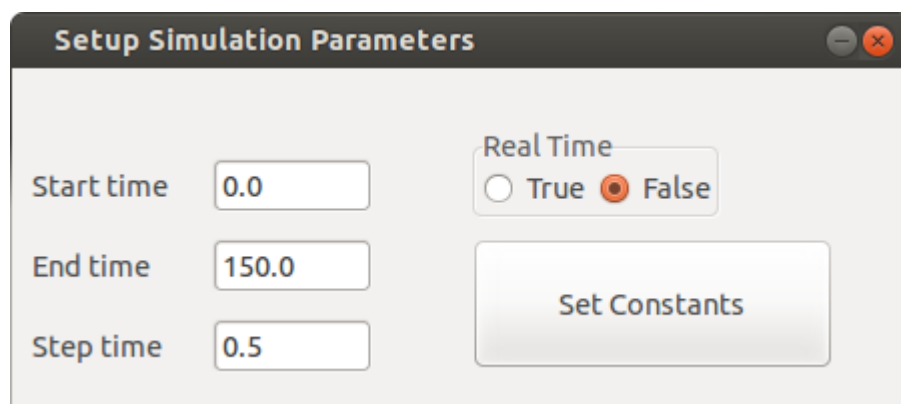 Setup Simulation Parameters
Real Time
Start time 0.0 True False
End time 150.0
Set Constants
Step time 0.5